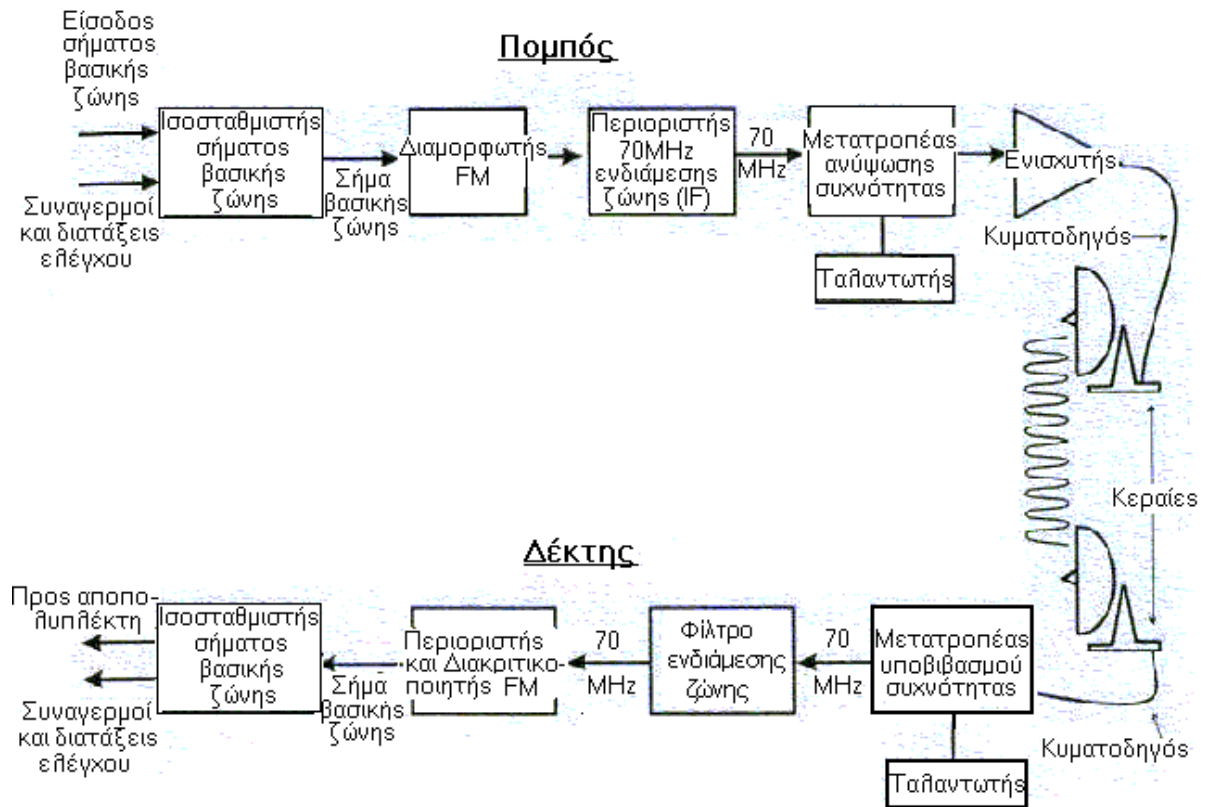 Είσοδος
σήματος
βασικής
ζώνης
Πομπός
Ισοσταθμιστής
σήματος
βασικής
ζώνης
Συναγερμοί
και διατάξεις
ελέγχου
Σήμα
βασικής
ζώνης
Διαμορφωτής
FM
Περιοριστής
70MHz
ενδιάμεσης
ζώνης (IF)
70
MHz
Μετατροπέας
ανύψωσης
συχνότητας
Ταλαντωτής
Ενισχυτής
Κυματοδηγός
Κεραίες
Δέκτης
Προς αποπο-
λυπλέκτη
Συναγερμοί
και διατάξεις
ελέγχου
Ισοσταθμιστής
σήματος
βασικής
ζώνης
Σήμα
βασικής
ζώνης
Περιοριστής
και Διακριτικο-
ποιητής FM
70
MHz
Φίλτρο
ενδιάμεσης
ζώνης
70
MHz
Μετατροπέας
υποβιβασμού
συχνότητας
Ταλαντωτής
Κυματοδηγός